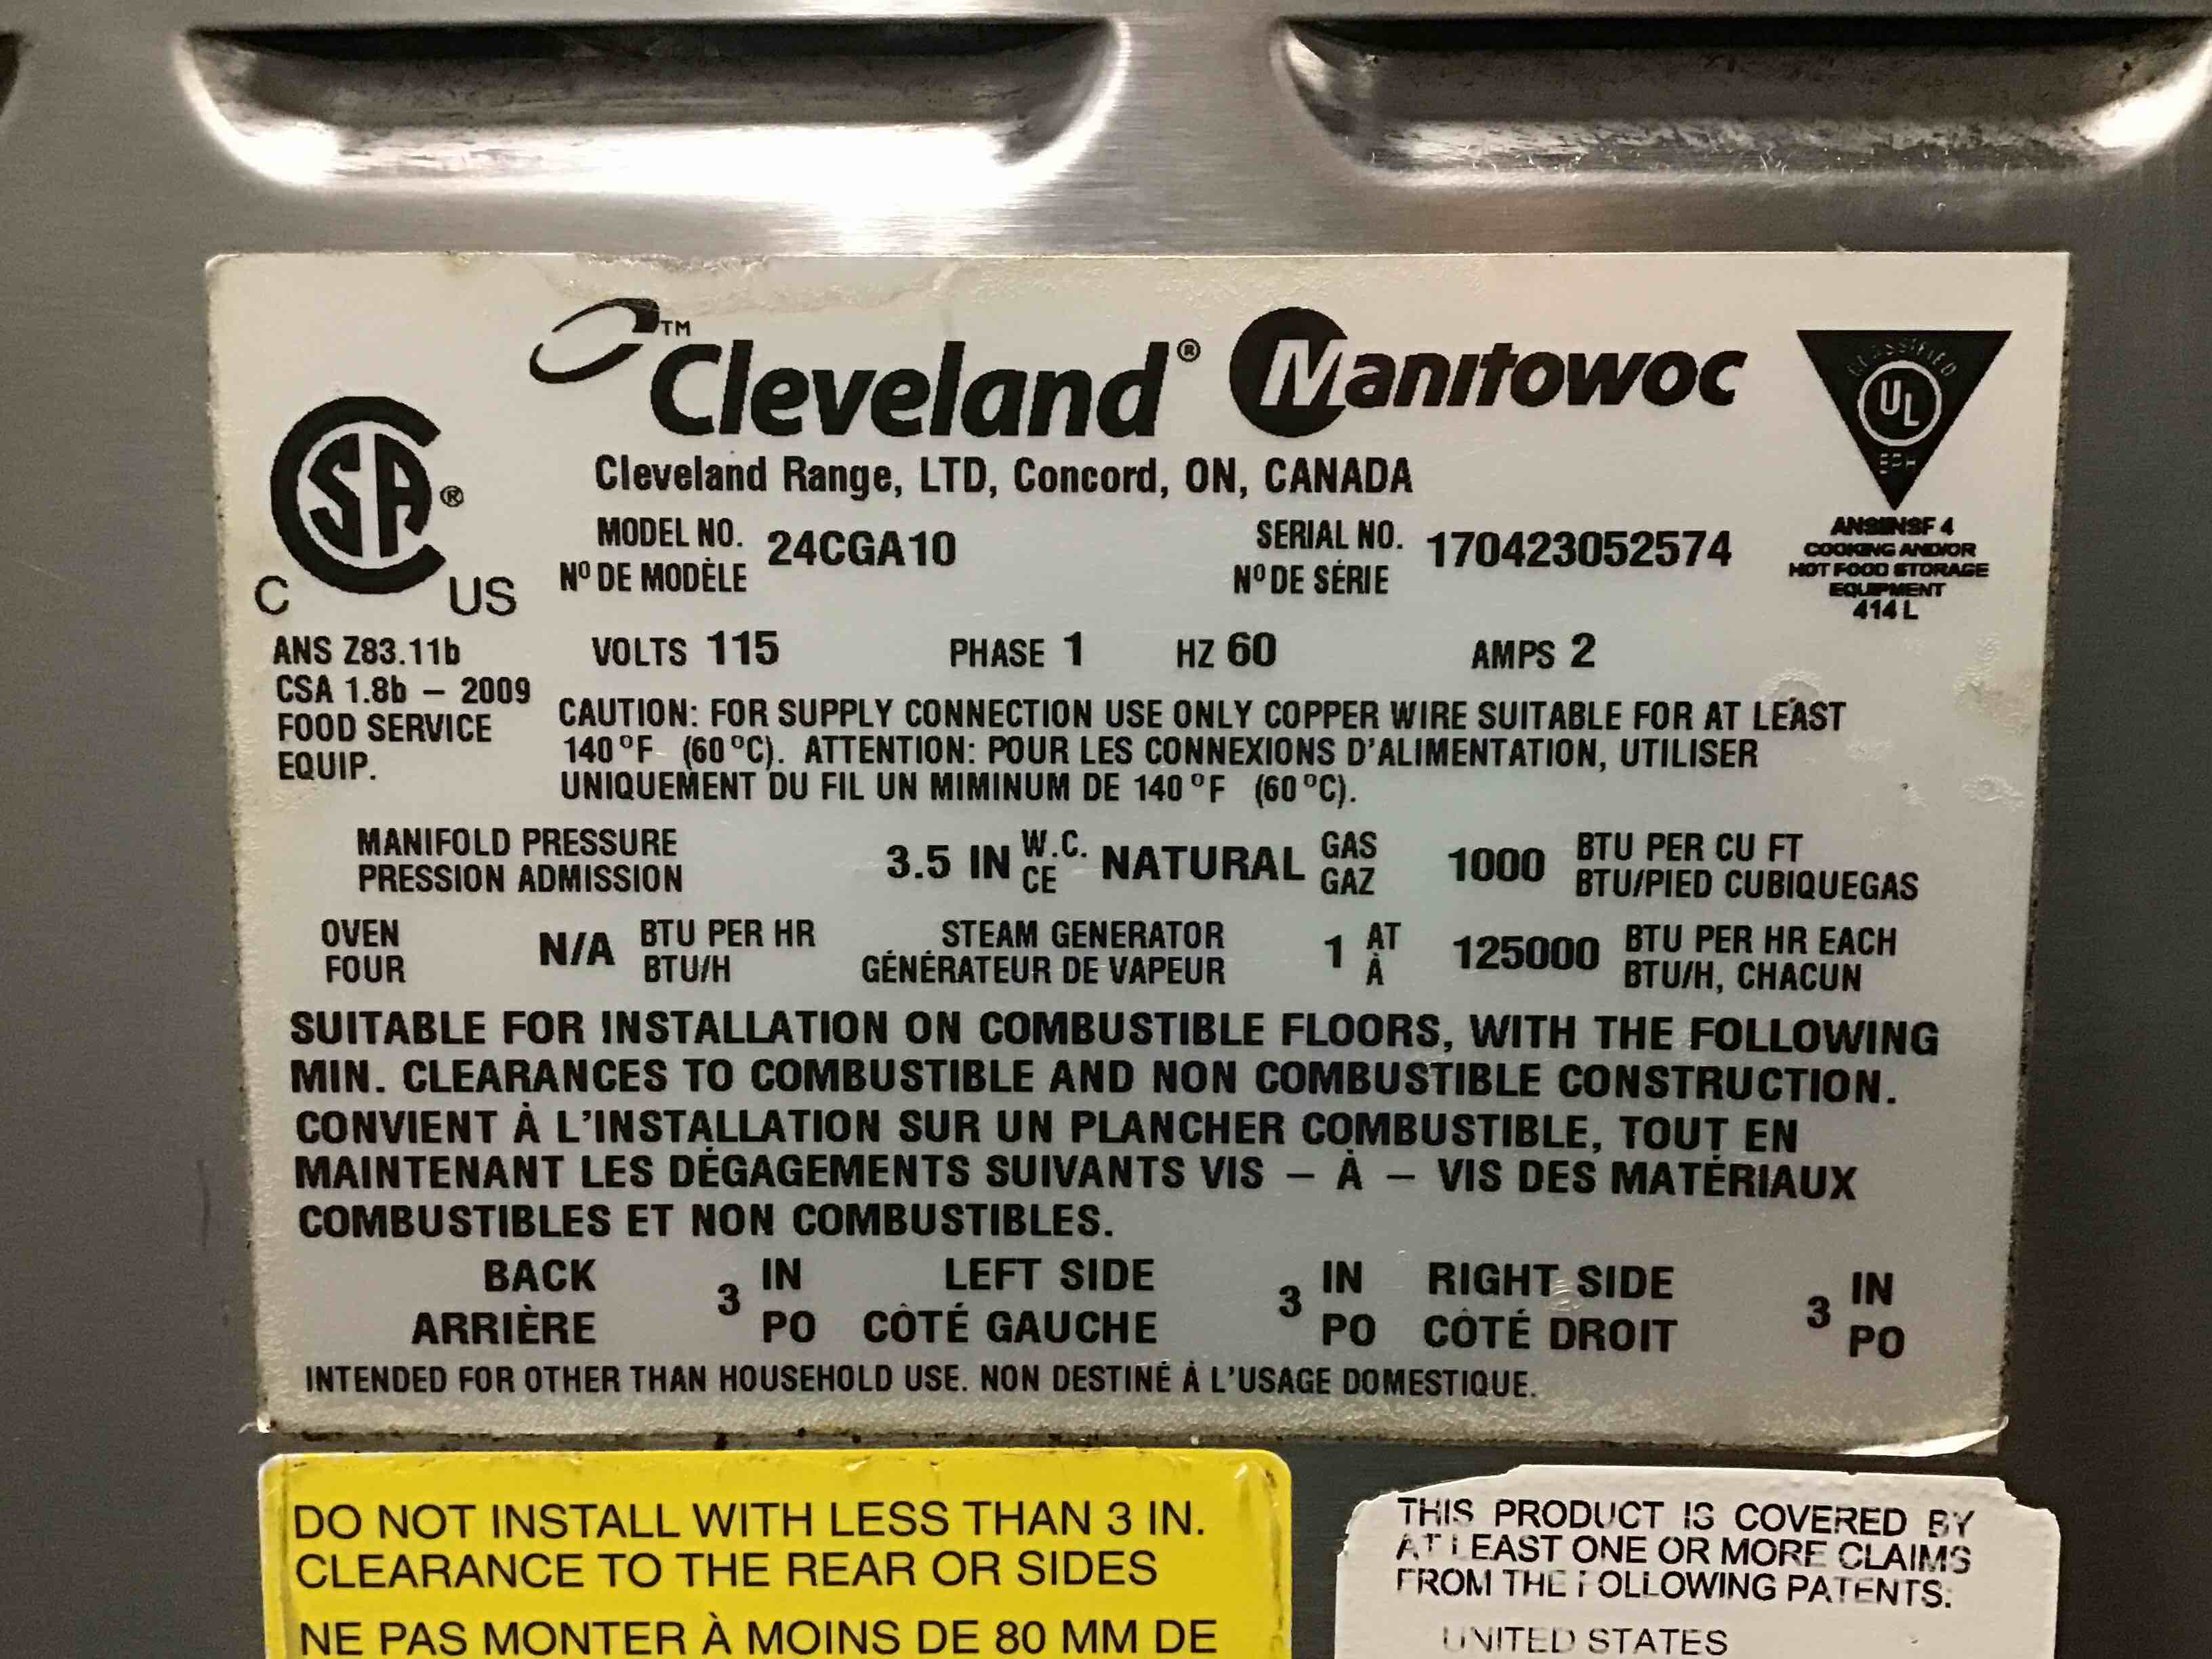 ™
Cleveland® Manitowoc
CLASSIFIED
UL
EPH
SA®
C US
Cleveland Range, LTD, Concord, ON, CANADA
MODEL NO. 24CGA10 SERIAL NO. 170423052574
Nº DE MODÈLE Nº DE SÉRIE
ANSI/NSF 4
COOKING AND/OR
HOT FOOD STORAGE
EQUIPMENT
414 L
ANS Z83.11b
CSA 1.8b – 2009
FOOD SERVICE
EQUIP.
VOLTS 115 PHASE 1 HZ 60 AMPS 2
CAUTION: FOR SUPPLY CONNECTION USE ONLY COPPER WIRE SUITABLE FOR AT LEAST
140°F (60°C). ATTENTION: POUR LES CONNEXIONS D'ALIMENTATION, UTILISER
UNIQUEMENT DU FIL UN MIMINUM DE 140°F (60°C).
MANIFOLD PRESSURE 3.5 IN W.C. NATURAL GAS 1000 BTU PER CU FT
PRESSION ADMISSION CE GAZ BTU/PIED CUBIQUEGAS
OVEN N/A BTU PER HR STEAM GENERATOR 1 AT 125000 BTU PER HR EACH
FOUR BTU/H GÉNÉRATEUR DE VAPEUR À BTU/H, CHACUN
SUITABLE FOR INSTALLATION ON COMBUSTIBLE FLOORS, WITH THE FOLLOWING
MIN. CLEARANCES TO COMBUSTIBLE AND NON COMBUSTIBLE CONSTRUCTION.
CONVIENT À L'INSTALLATION SUR UN PLANCHER COMBUSTIBLE, TOUT EN
MAINTENANT LES DÉGAGEMENTS SUIVANTS VIS – À – VIS DES MATÉRIAUX
COMBUSTIBLES ET NON COMBUSTIBLES.
BACK 3 IN LEFT SIDE 3 IN RIGHT SIDE 3 IN
ARRIÈRE PO CÔTÉ GAUCHE PO CÔTÉ DROIT PO
INTENDED FOR OTHER THAN HOUSEHOLD USE. NON DESTINÉ À L'USAGE DOMESTIQUE.
DO NOT INSTALL WITH LESS THAN 3 IN.
CLEARANCE TO THE REAR OR SIDES
NE PAS MONTER À MOINS DE 80 MM DE
THIS PRODUCT IS COVERED BY
AT LEAST ONE OR MORE CLAIMS
FROM THE FOLLOWING PATENTS:
UNITED STATES